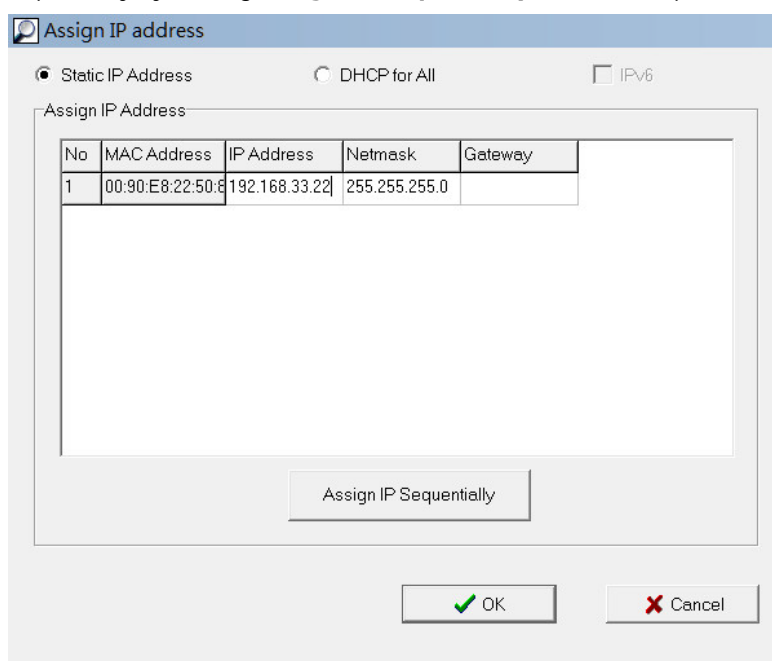 Assign IP address
Static IP Address DHCP for All IPv6
Assign IP Address
No MAC Address IP Address Netmask Gateway
1 00:90:E8:22:50: 192.168.33.22 255.255.255.0
Assign IP Sequentially
OK Cancel